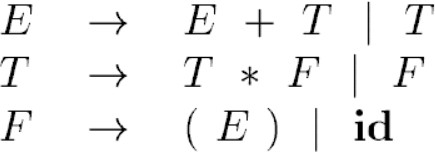 E → E + T | T
T → T * F | F
F → ( E ) | id